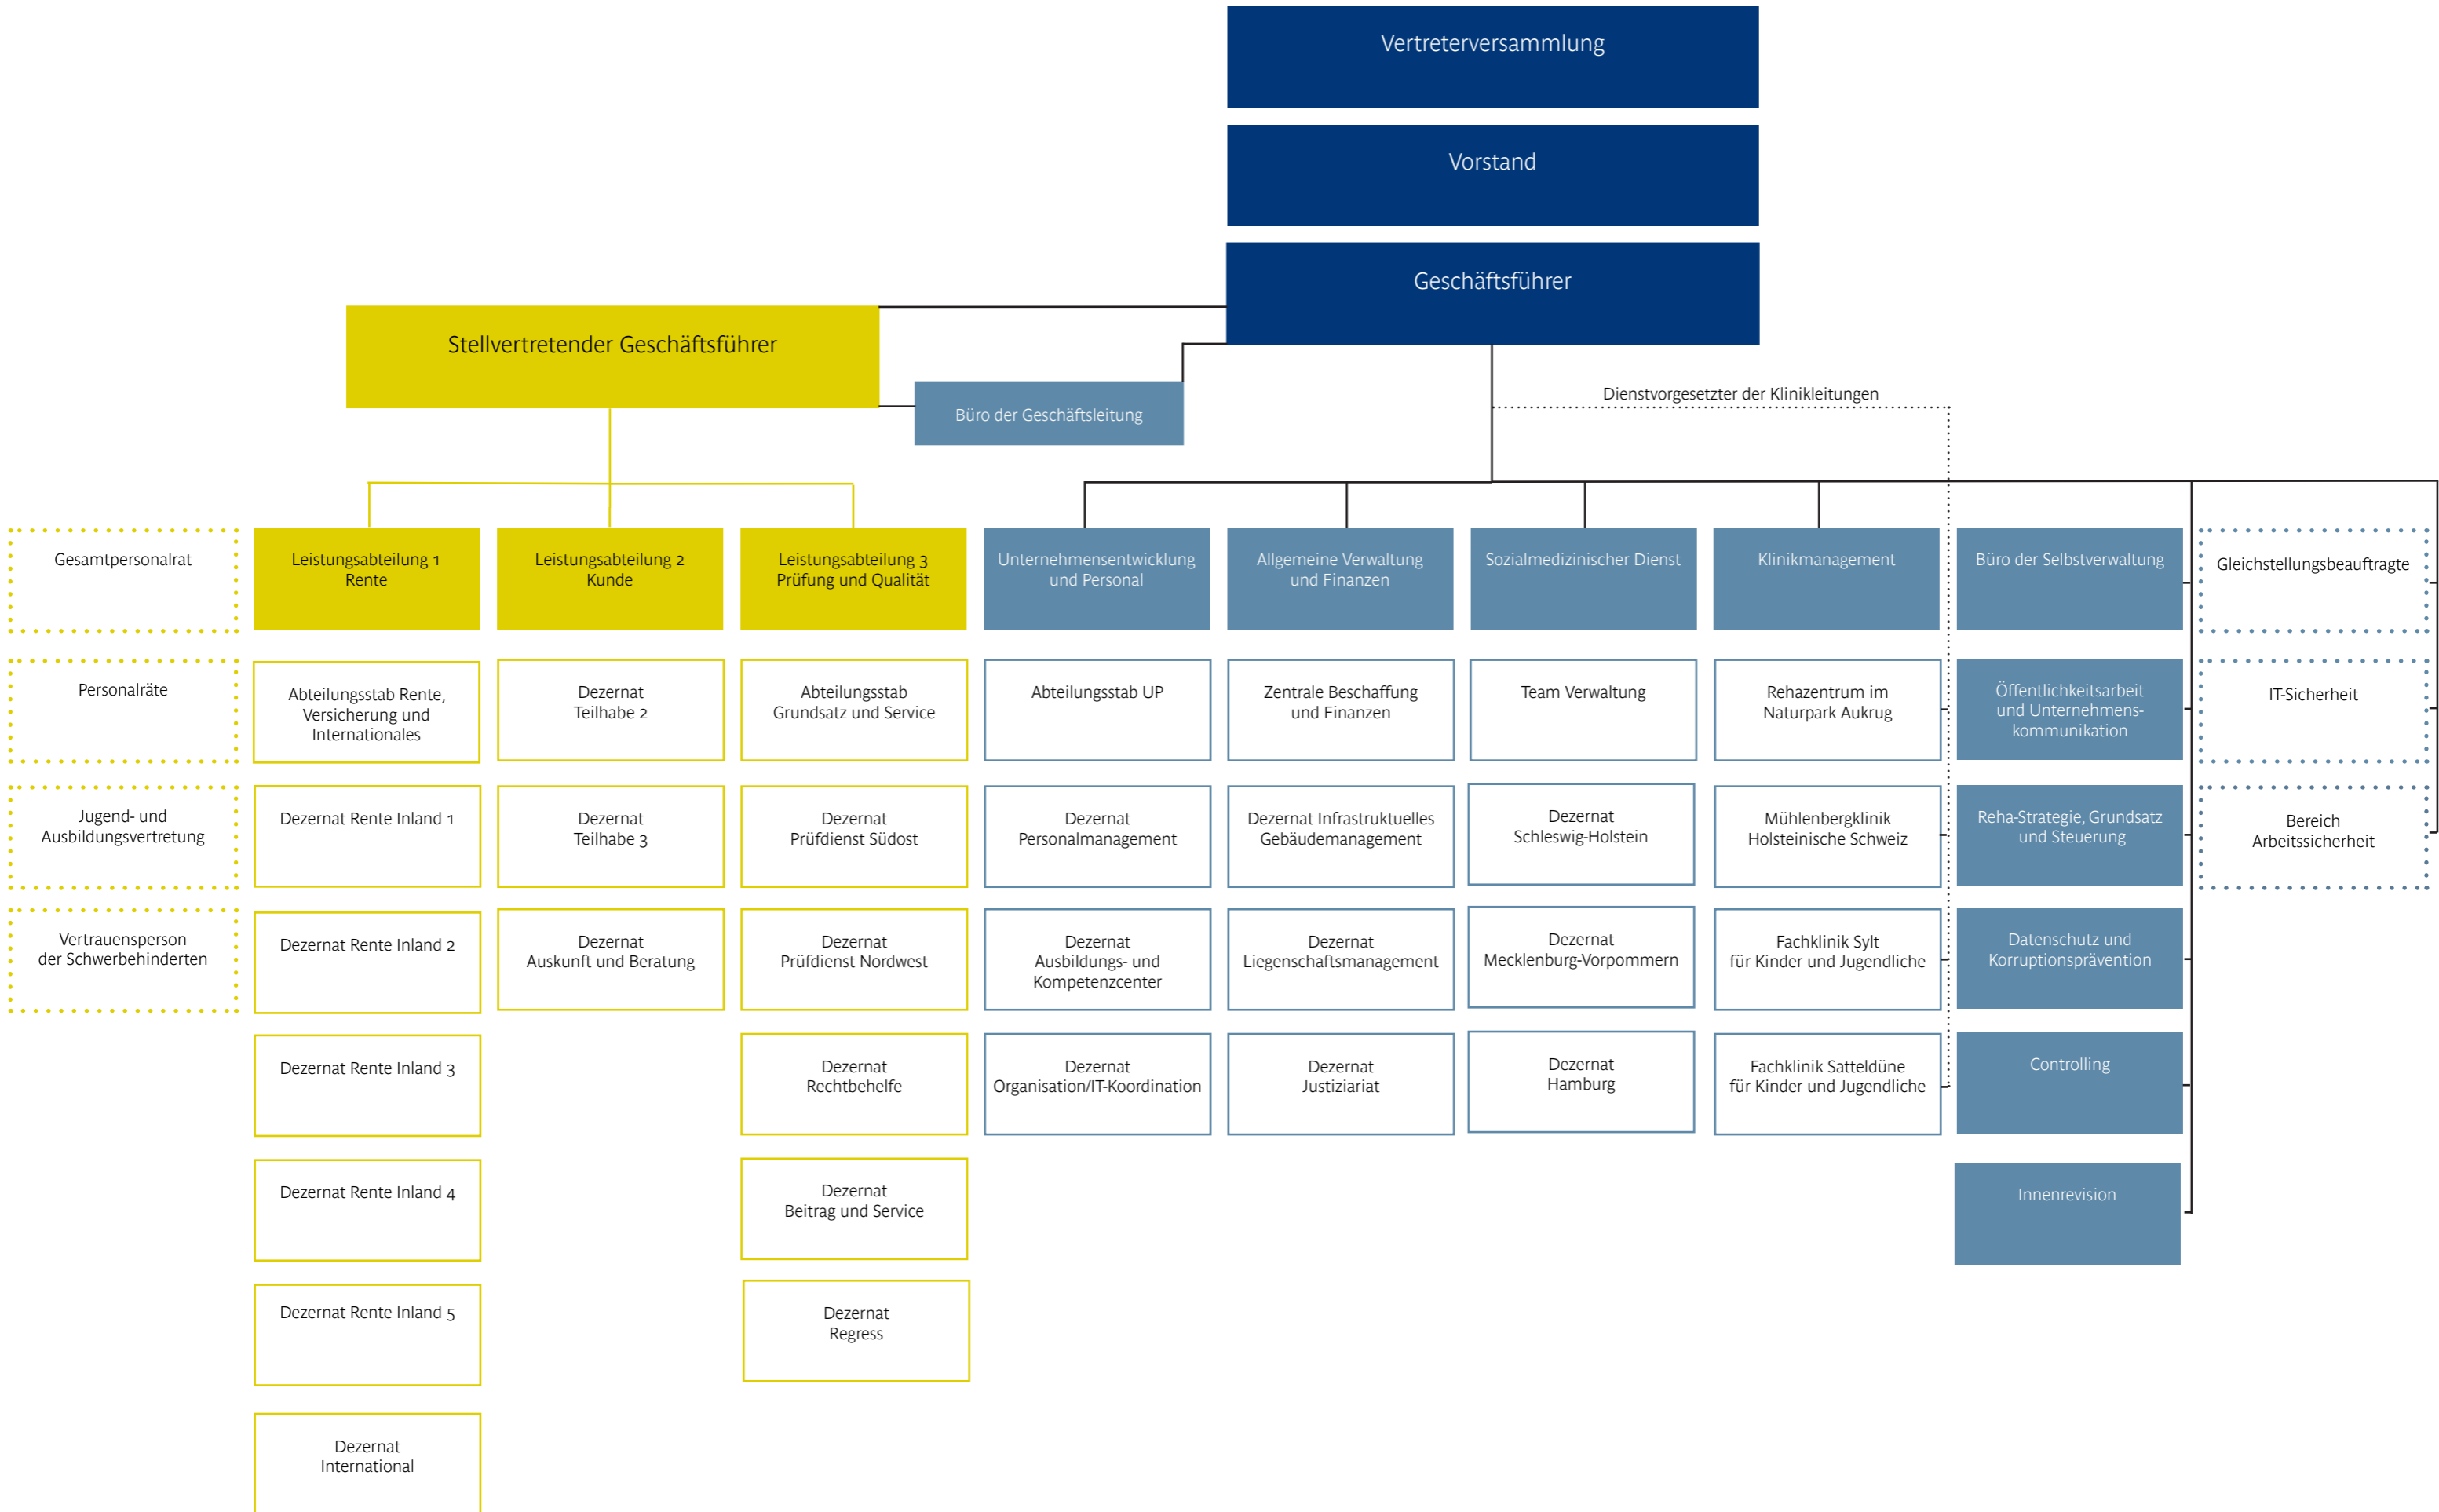 Vertreterversammlung
Vorstand
Geschäftsführer
Stellvertretender Geschäftsführer
Büro der Geschäftsleitung
Dienstvorgesetzter der Klinikleitungen
Gesamtpersonalrat
Personalräte
Jugend- und
Ausbildungsvertretung
Vertrauensperson
der Schwerbehinderten
Leistungsabteilung 1
Rente
Abteilungsstab Rente,
Versicherung und
Internationales
Dezernat Rente Inland 1
Dezernat Rente Inland 2
Dezernat Rente Inland 3
Dezernat Rente Inland 4
Dezernat Rente Inland 5
Dezernat
International
Leistungsabteilung 2
Kunde
Dezernat
Teilhabe 2
Dezernat
Teilhabe 3
Dezernat
Auskunft und Beratung
Leistungsabteilung 3
Prüfung und Qualität
Abteilungsstab
Grundsatz und Service
Dezernat
Prüfdienst Südost
Dezernat
Prüfdienst Nordwest
Dezernat
Rechtbehelfe
Dezernat
Beitrag und Service
Dezernat
Regress
Unternehmensentwicklung
und Personal
Abteilungsstab UP
Dezernat
Personalmanagement
Dezernat
Ausbildungs- und
Kompetenzcenter
Dezernat
Organisation/IT-Koordination
Allgemeine Verwaltung
und Finanzen
Zentrale Beschaffung
und Finanzen
Dezernat Infrastruktuelles
Gebäudemanagement
Dezernat
Liegenschaftsmanagement
Dezernat
Justiziariat
Sozialmedizinischer Dienst
Team Verwaltung
Dezernat
Schleswig-Holstein
Dezernat
Mecklenburg-Vorpommern
Dezernat
Hamburg
Klinikmanagement
Rehazentrum im
Naturpark Aukrug
Mühlenbergklinik
Holsteinische Schweiz
Fachklinik Sylt
für Kinder und Jugendliche
Fachklinik Satteldüne
für Kinder und Jugendliche
Büro der Selbstverwaltung
Öffentlichkeitsarbeit
und Unternehmens-
kommunikation
Reha-Strategie, Grundsatz
und Steuerung
Datenschutz und
Korruptionsprävention
Controlling
Innenrevision
Gleichstellungsbeauftragte
IT-Sicherheit
Bereich
Arbeitssicherheit